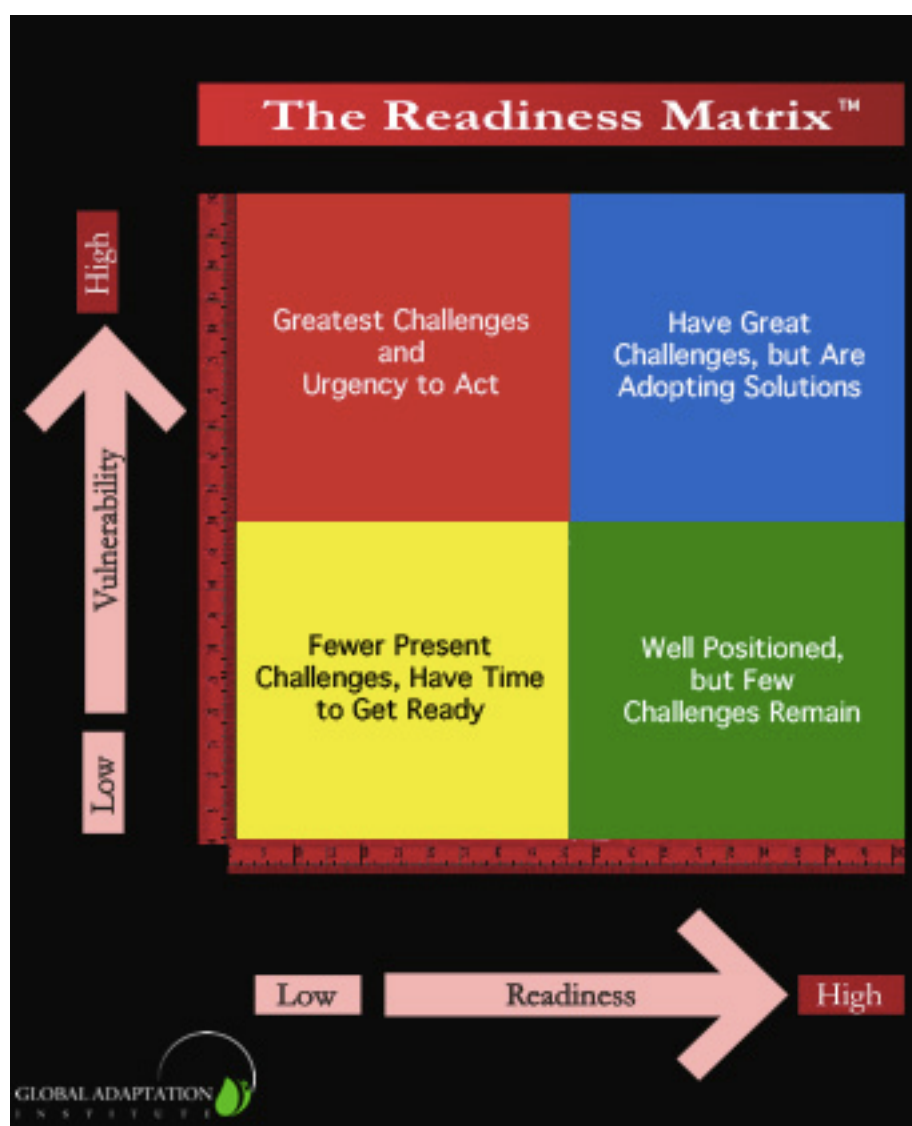 The Readiness Matrix™
High
Vulnerability
Low
Greatest Challenges
and
Urgency to Act
Have Great
Challenges, but Are
Adopting Solutions
Fewer Present
Challenges, Have Time
to Get Ready
Well Positioned,
but Few
Challenges Remain
Low
Readiness
High
GLOBAL ADAPTATION
INSTITUTE